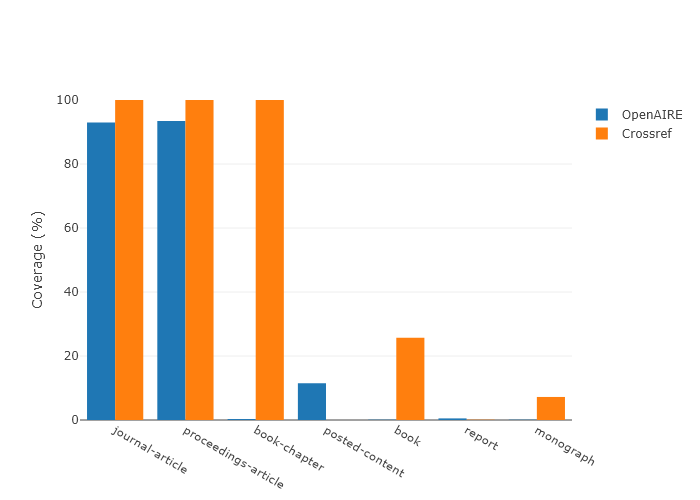 OpenAIRE
Crossref
Coverage (%)
100
80
60
40
20
0
journal-article
proceedings-article
book-chapter
posted-content
book
report
monograph